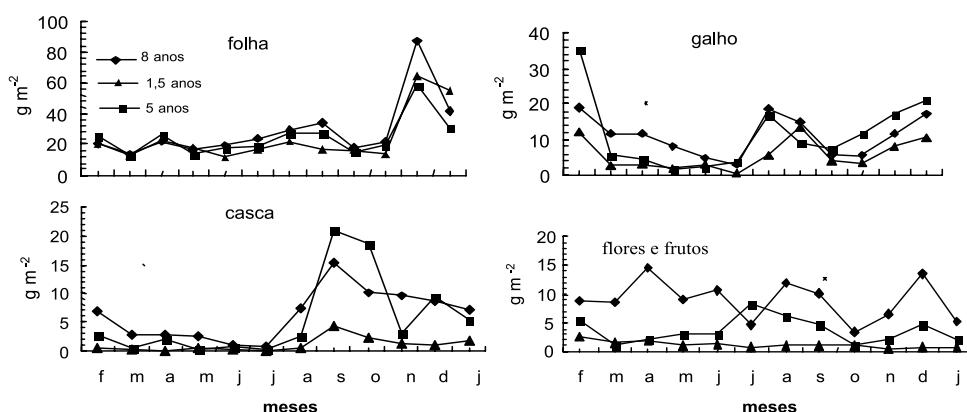 folha
8 anos
1,5 anos
5 anos
g m-2
100
80
60
40
20
0
galho
g m-2
40
30
20
10
0
casca
g m-2
25
20
15
10
5
0
f m a m j j a s o n d j
meses
flores e frutos
g m-2
20
15
10
5
0
f m a m j j a s o n d j
meses